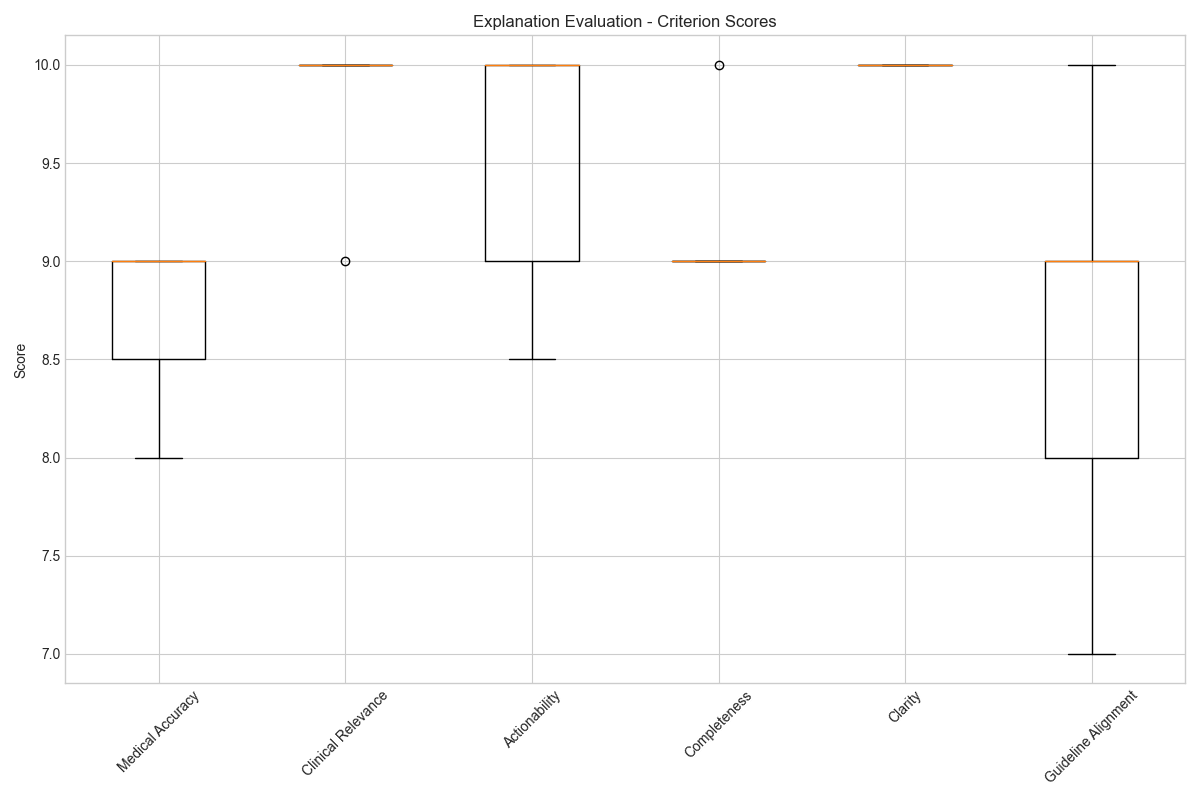 Explanation Evaluation - Criterion Scores
10.0
9.5
9.0
8.5
8.0
7.5
7.0
Score
Medical Accuracy
Clinical Relevance
Actionability
Completeness
Clarity
Guideline Alignment